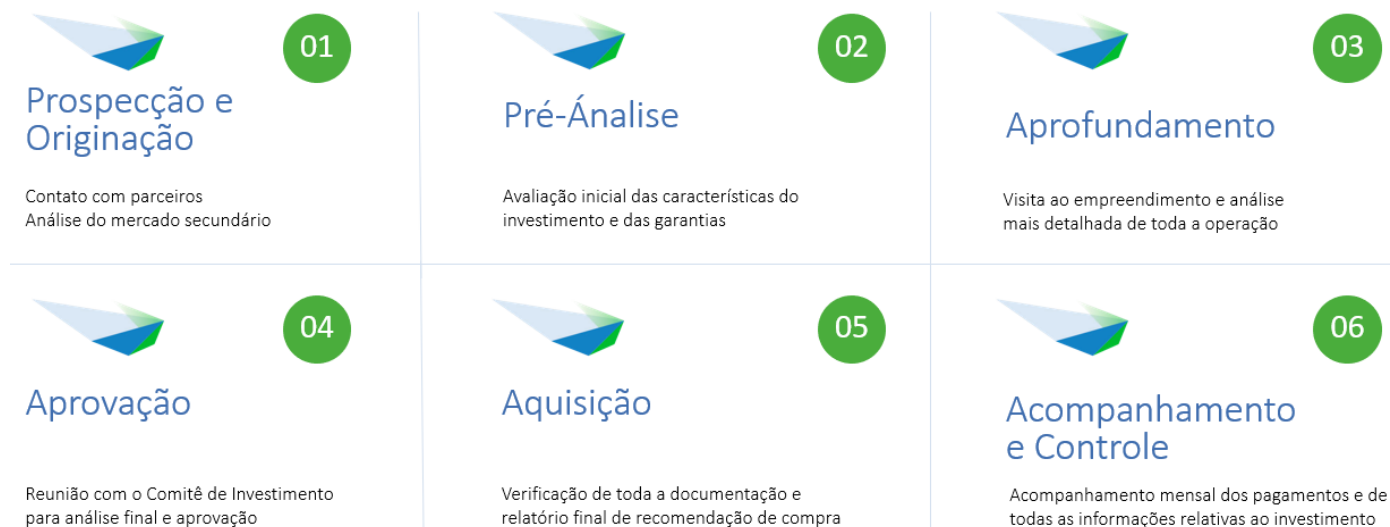 01
Prospecção e
Originação
Contato com parceiros
Análise do mercado secundário
02
Pré-Ánalise
Avaliação inicial das características do
investimento e das garantias
03
Aprofundamento
Visita ao empreendimento e análise
mais detalhada de toda a operação
04
Aprovação
Reunião com o Comitê de Investimento
para análise final e aprovação
05
Aquisição
Verificação de toda a documentação e
relatório final de recomendação de compra
06
Acompanhamento
e Controle
Acompanhamento mensal dos pagamentos e de
todas as informações relativas ao investimento